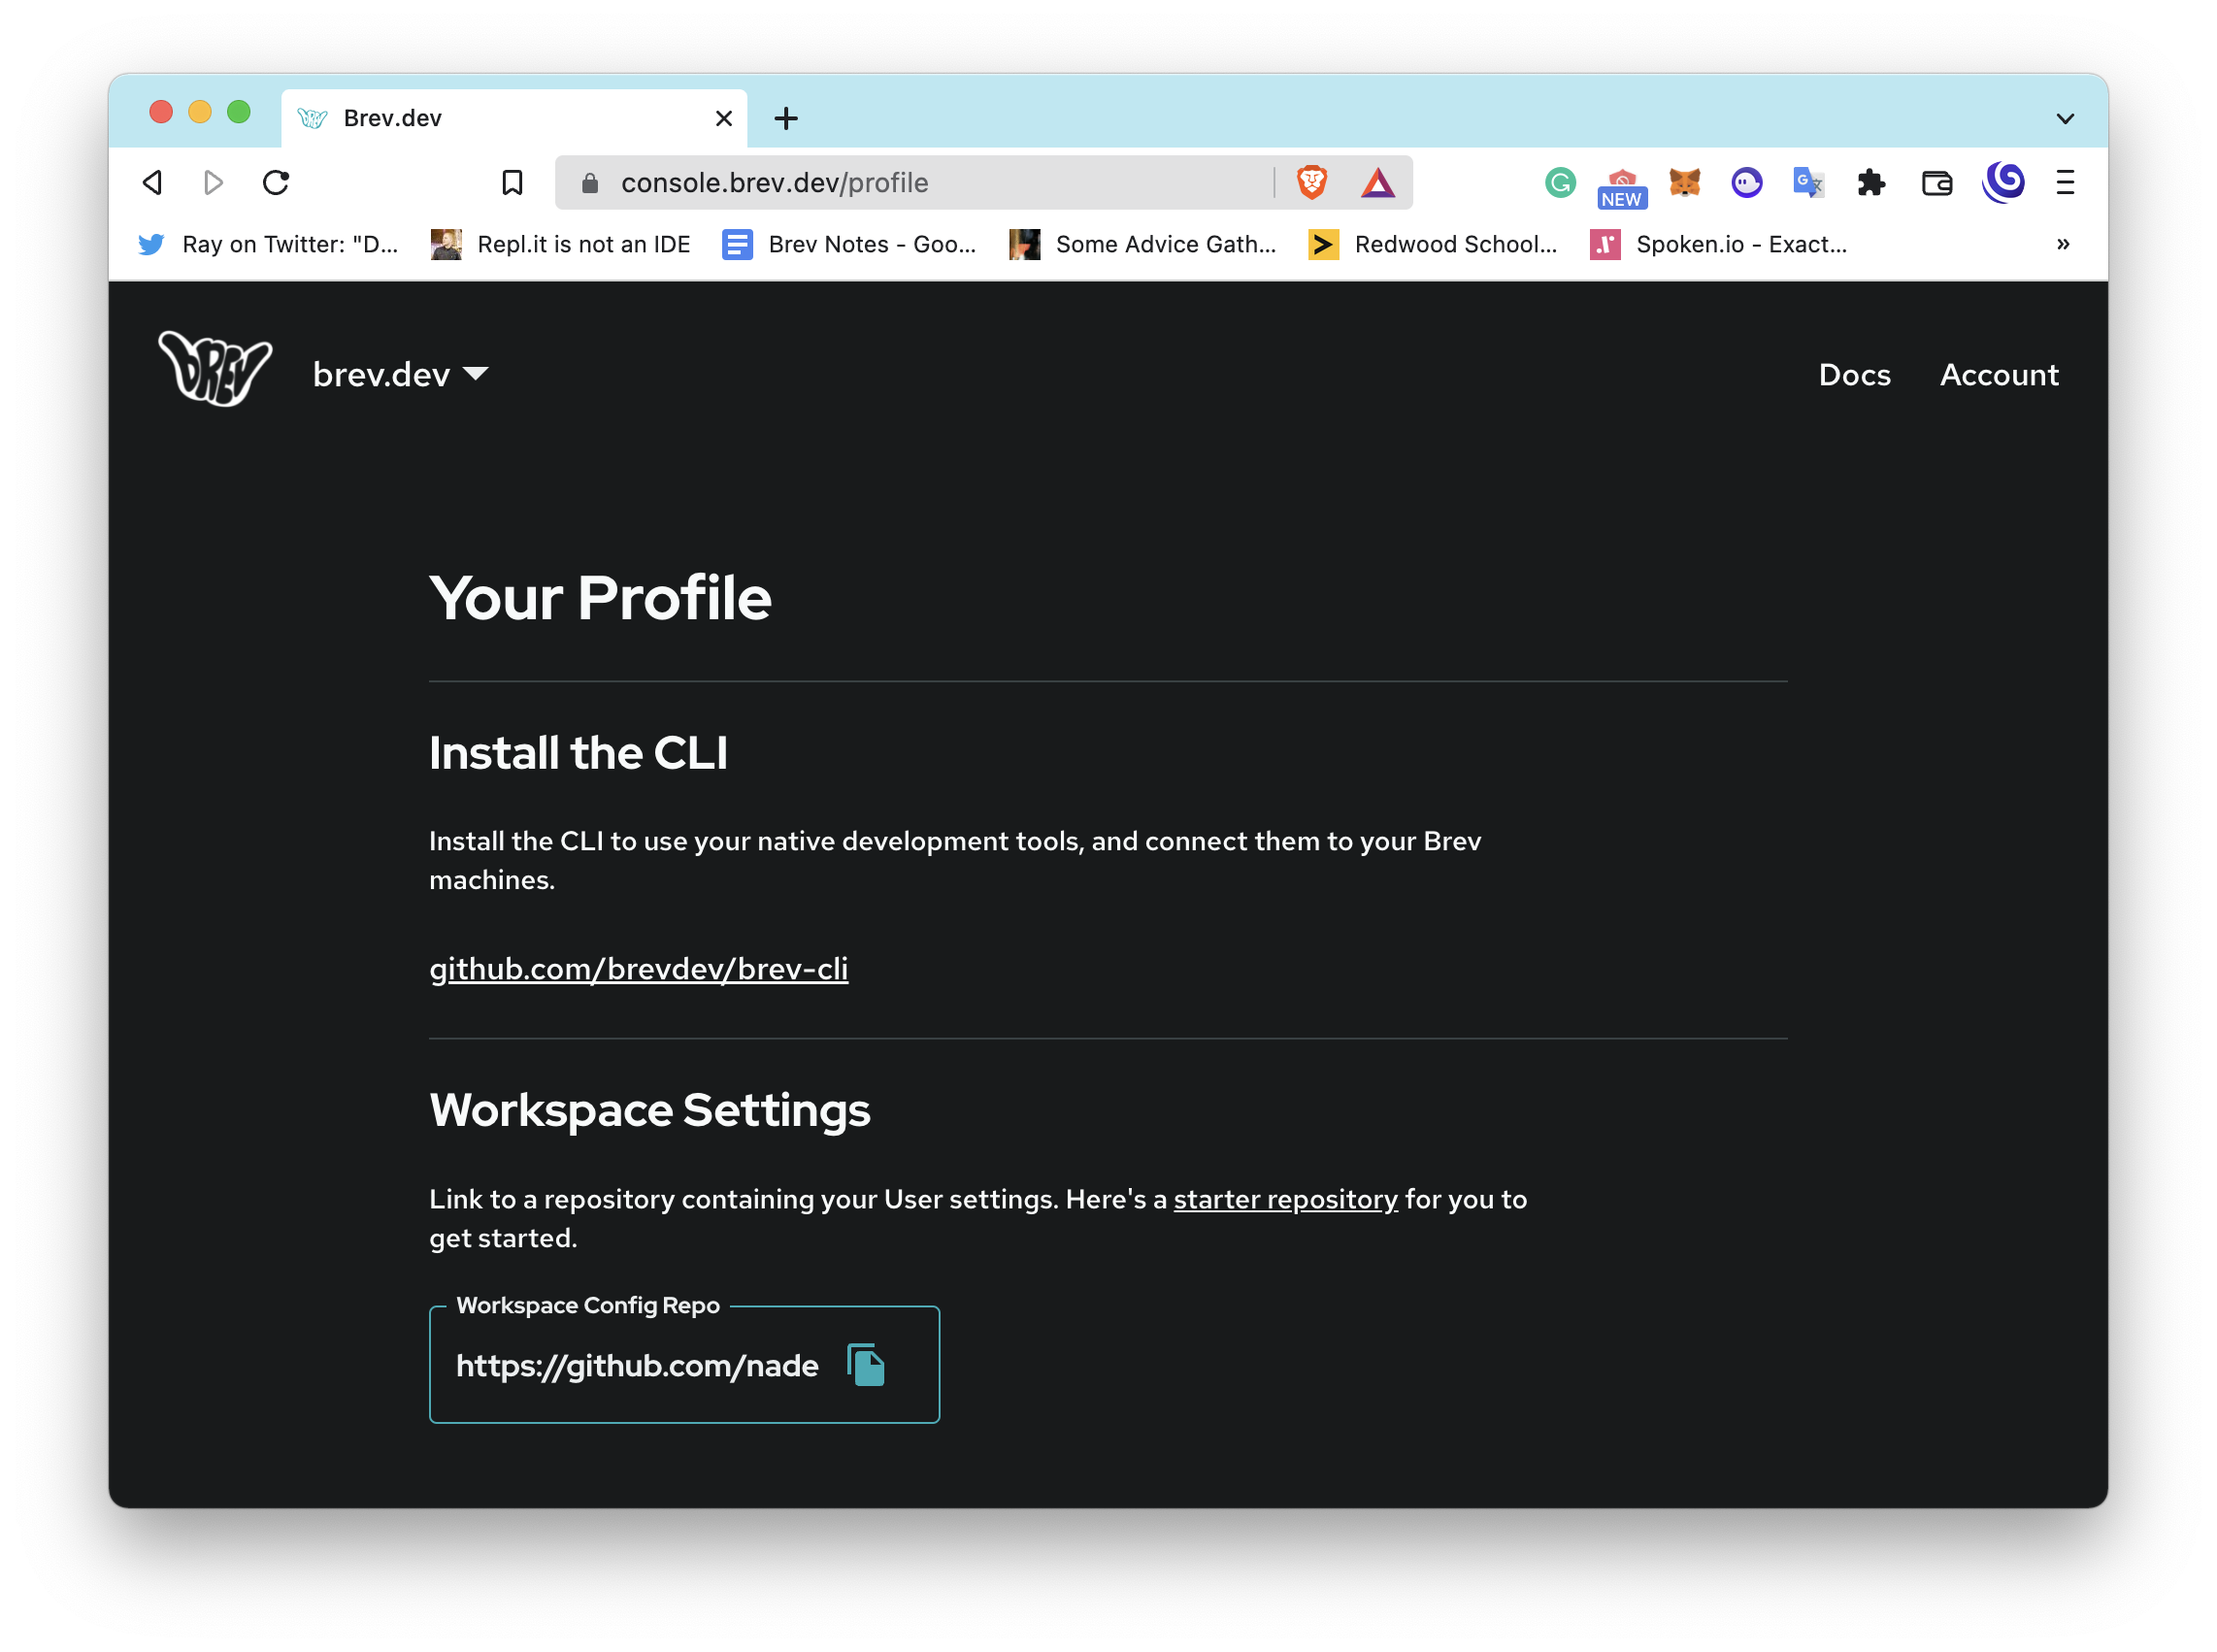 Brev.dev
console.brev.dev/profile
NEW
Ray on Twitter: "D...
Repl.it is not an IDE
Brev Notes - Goo...
Some Advice Gath...
Redwood School...
Spoken.io - Exact...
»
BREV
brev.dev
Docs
Account
Your Profile
Install the CLI
Install the CLI to use your native development tools, and connect them to your Brev
machines.
github.com/brevdev/brev-cli
Workspace Settings
Link to a repository containing your User settings. Here's a starter repository for you to
get started.
Workspace Config Repo
https://github.com/nade